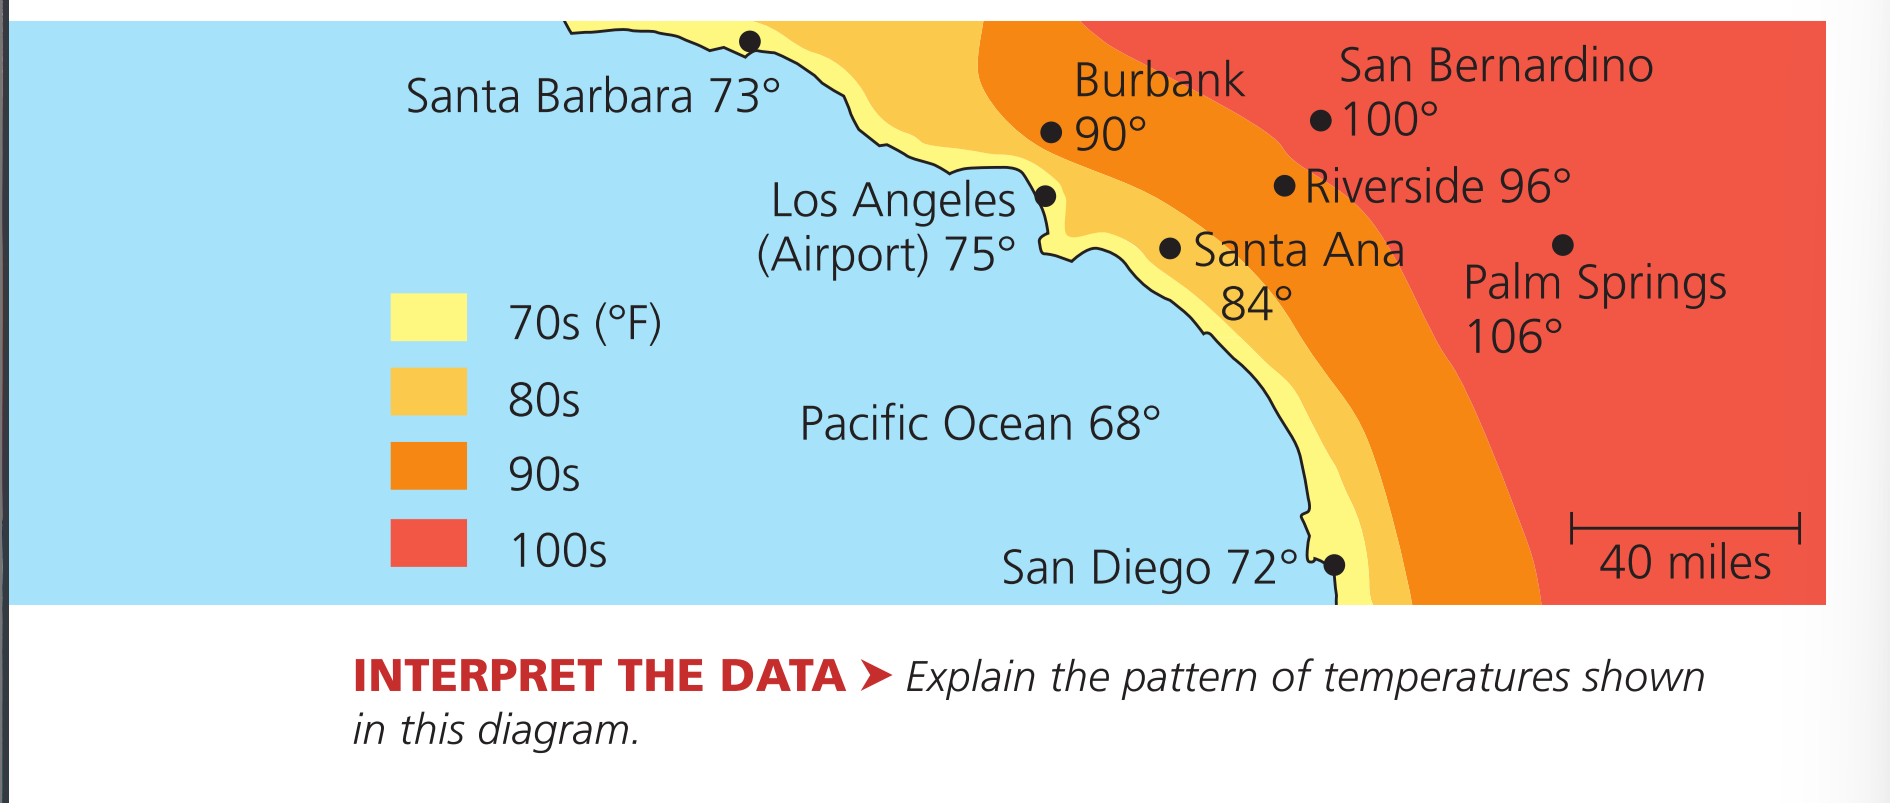 Santa Barbara 73°
Burbank
90°
San Bernardino
100°
Los Angeles
(Airport) 75°
Riverside 96°
Santa Ana
84°
Palm Springs
106°
70s (°F)
80s
90s
100s
Pacific Ocean 68°
San Diego 72°
40 miles
INTERPRET THE DATA ➤ Explain the pattern of temperatures shown
in this diagram.